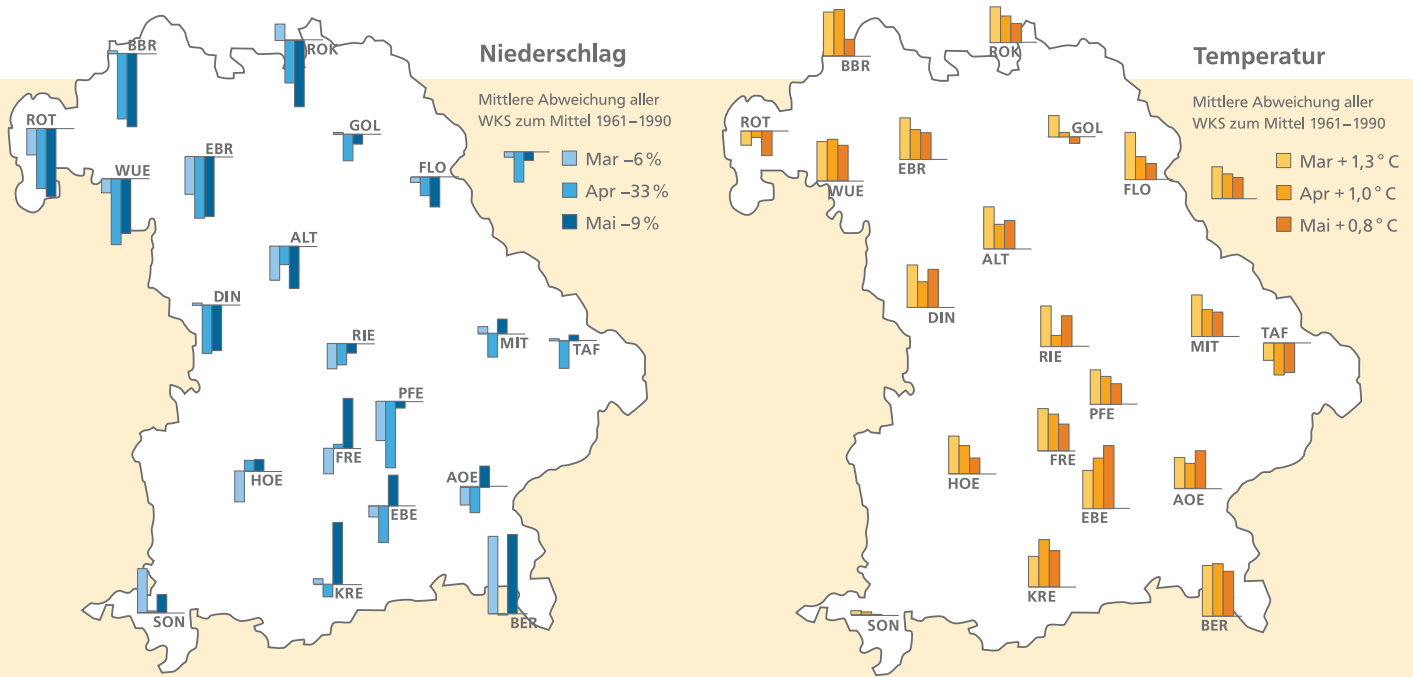 Niederschlag
Mittlere Abweichung aller
WKS zum Mittel 1961–1990
Mar –6 %
Apr –33 %
Mai –9 %
BBR
ROK
ROT
GOL
EBR
WUE
FLO
ALT
DIN
RIE
MIT
TAF
PFE
FRE
HOE
AOE
EBE
KRE
SON
BER
Temperatur
Mittlere Abweichung aller
WKS zum Mittel 1961–1990
Mar + 1,3° C
Apr + 1,0° C
Mai + 0,8° C
ROK
BBR
ROT
GOL
EBR
FLO
WUE
ALT
DIN
TAF
MIT
RIE
PFE
FRE
HOE
AOE
EBE
KRE
SON
BER